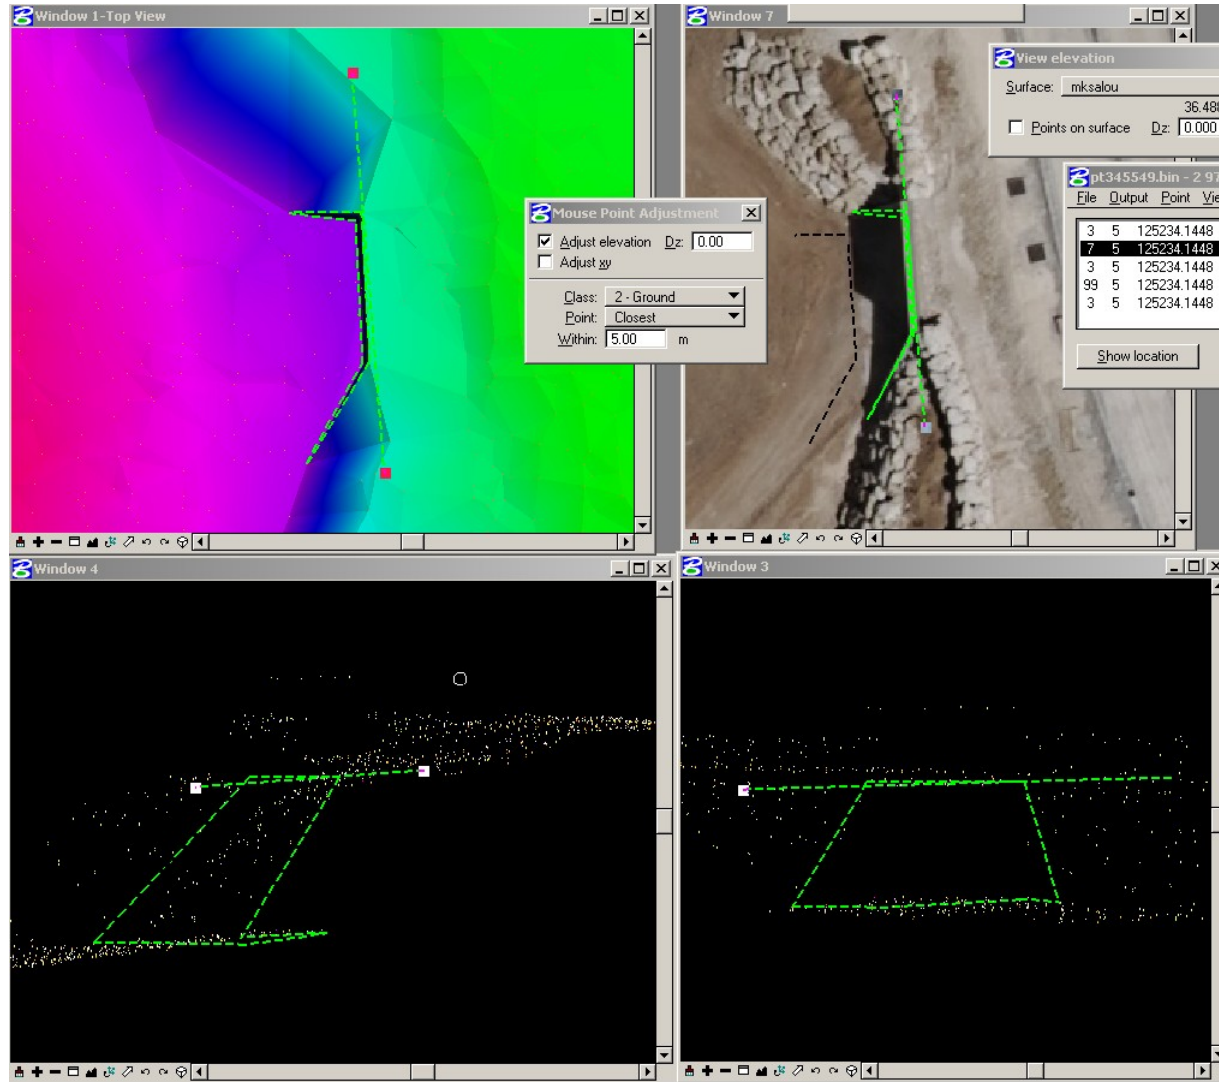 Window 1-Top View
Window 7
View elevation
Surface: mksalou
36.48
Points on surface Dz: 0.000
pt345549.bin - 2 97
File Output Point Vie
3 5 125234.1448
7 5 125234.1448
3 5 125234.1448
99 5 125234.1448
3 5 125234.1448
Show location
Mouse Point Adjustment
Adjust elevation Dz: 0.00
Adjust xy
Class: 2 - Ground
Point: Closest
Within: 5.00 m
Window 4
Window 3